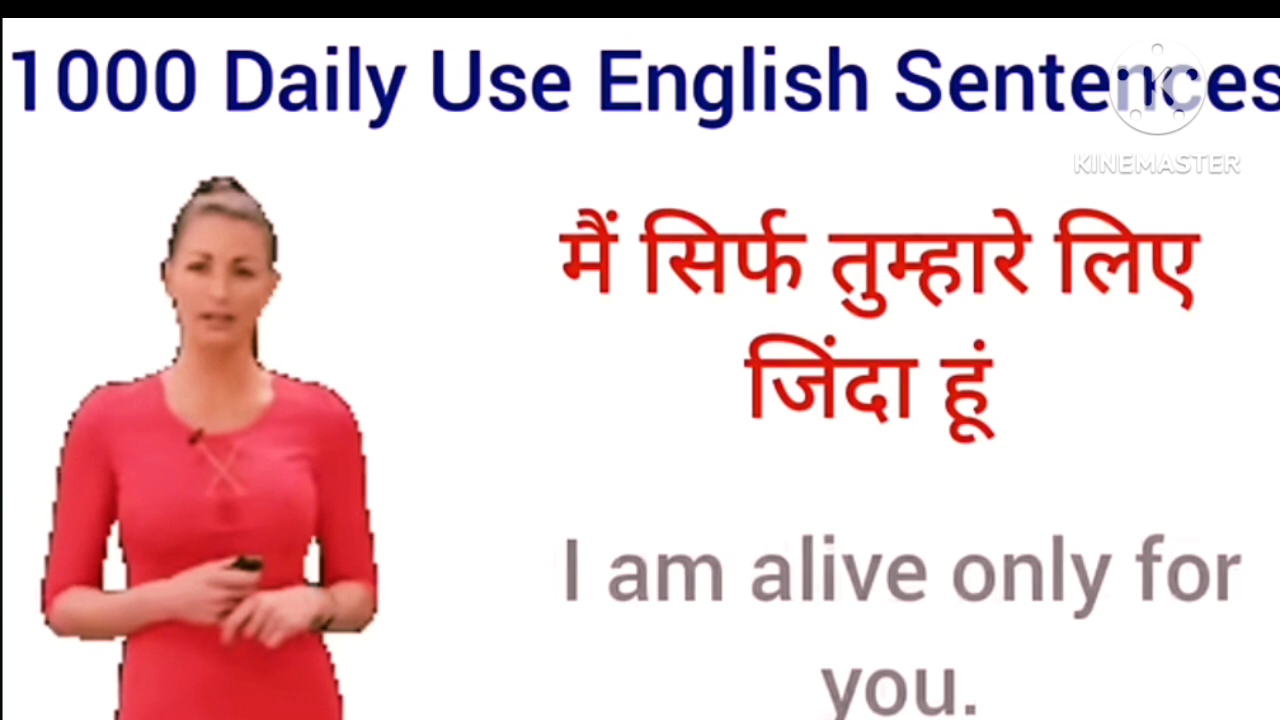 1000 Daily Use English Sentences
KINEMASTER
मैं सिर्फ तुम्हारे लिए
जिंदा हूं
I am alive only for
you.